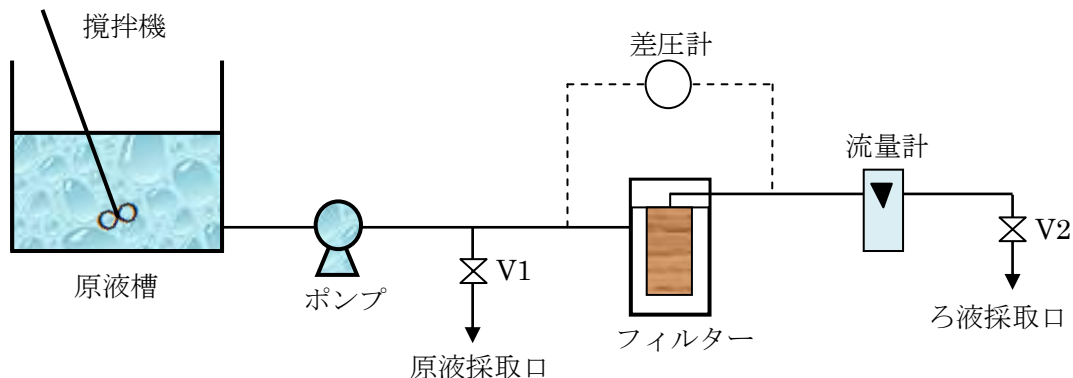 撹拌機
差圧計
流量計
V1
V2
原液槽
ポンプ
フィルター
ろ液採取口
原液採取口